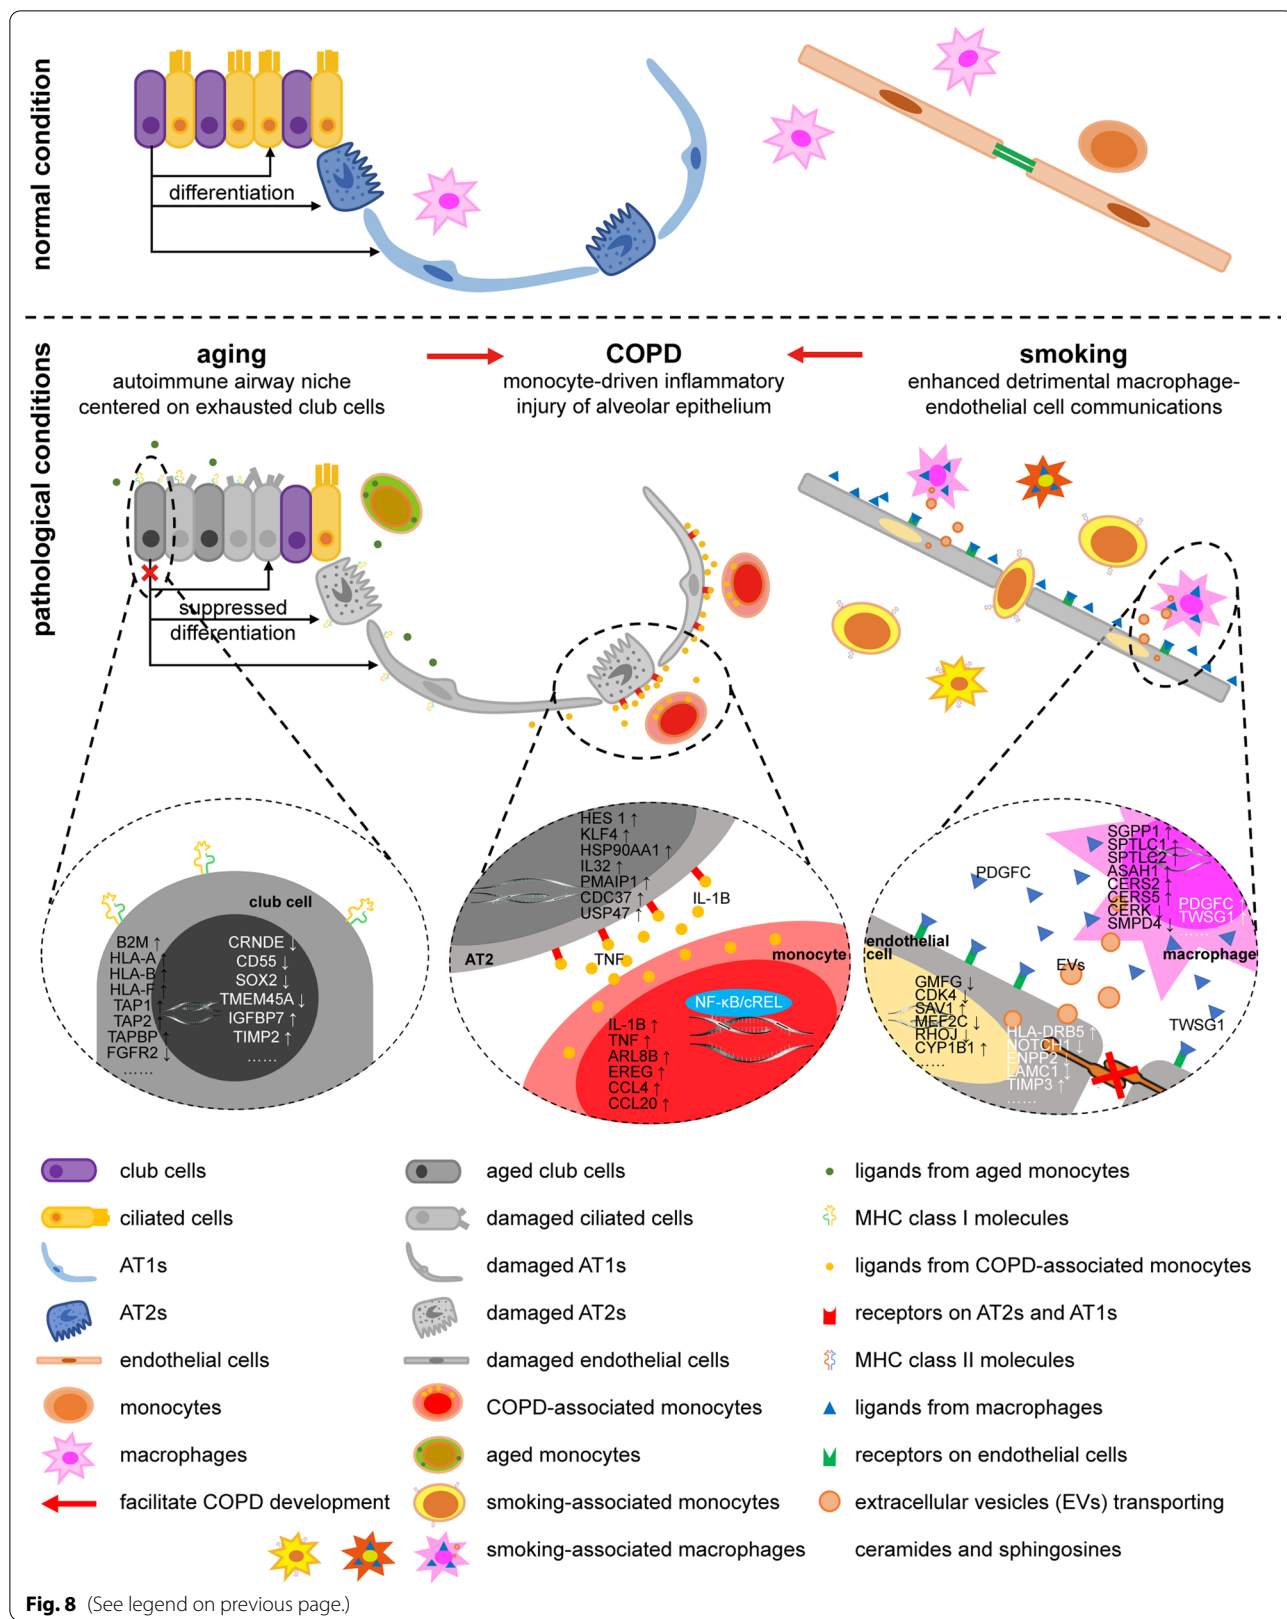 normal condition
differentiation
pathological conditions
aging
autoimmune airway niche
centered on exhausted club cells
COPD
monocyte-driven inflammatory
injury of alveolar epithelium
smoking
enhanced detrimental macrophage-
endothelial cell communications
suppressed
differentiation
club cell
B2M ↑
HLA-A ↑
HLA-B ↑
HLA-F ↑
TAP1 ↑
TAP2 ↑
TAPBP ↑
FGFR2 ↓
......
CRNDE ↓
CD55 ↓
SOX2 ↓
TMEM45A ↓
IGFBP7 ↑
TIMP2 ↑
......
HES 1 ↑
KLF4 ↑
HSP90AA1 ↑
IL32 ↑
PMAIP1 ↑
CDC37 ↑
USP47 ↑
AT2
IL-1B
TNF
monocyte
NF-κB/cREL
IL-1B ↑
TNF ↑
ARL8B ↑
EREG ↑
CCL4 ↑
CCL20 ↑
PDGFC
SGPP1 ↑
SPTLC1 ↑
SPTLC2 ↑
ASAH1 ↑
CERS2 ↑
CERS5 ↑
CERK ↓
SMPD4 ↓
PDGFC ↑
TWSG1 ↑
......
macrophage
endothelial
cell
EVs
TWSG1
GMFG ↓
CDK4 ↓
SAV1 ↑
MEF2C ↓
RHOJ ↓
CYP1B1 ↑
......
HLA-DRB5 ↑
NOTCH1 ↓
ENPP2 ↓
LAMC1 ↓
TIMP3 ↑
......
club cells
aged club cells
ligands from aged monocytes
ciliated cells
damaged ciliated cells
MHC class I molecules
AT1s
damaged AT1s
ligands from COPD-associated monocytes
AT2s
damaged AT2s
receptors on AT2s and AT1s
endothelial cells
damaged endothelial cells
MHC class II molecules
monocytes
COPD-associated monocytes
ligands from macrophages
macrophages
aged monocytes
receptors on endothelial cells
facilitate COPD development
smoking-associated monocytes
extracellular vesicles (EVs) transporting
smoking-associated macrophages
ceramides and sphingosines
Fig. 8 (See legend on previous page.)